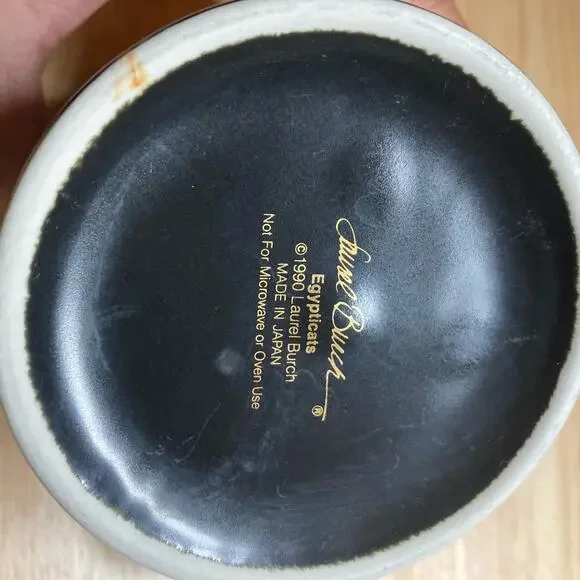 Laurel Burch ®
Egypticats
©1990 Laurel Burch
MADE IN JAPAN
Not For Microwave or Oven Use